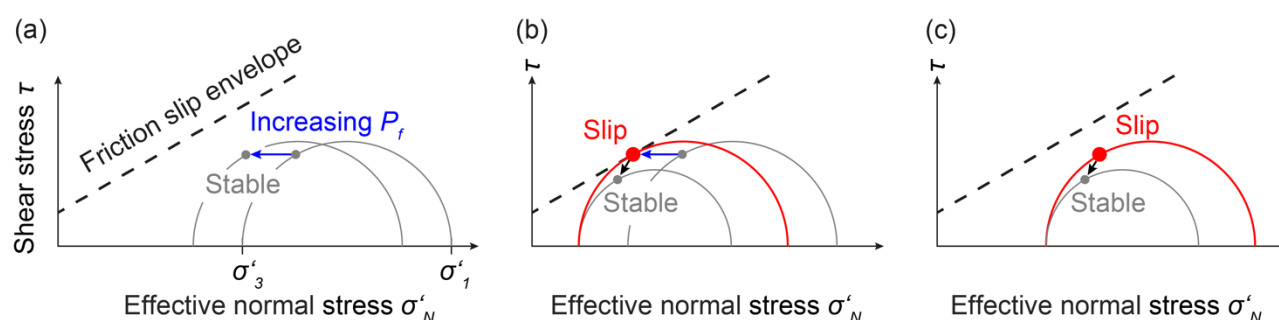 (a)
Shear stress τ
Friction slip envelope
Increasing P_f
Stable
σ'_3
σ'_1
Effective normal stress σ'_N
(b)
τ
Slip
Stable
Effective normal stress σ'_N
(c)
τ
Slip
Stable
Effective normal stress σ'_N